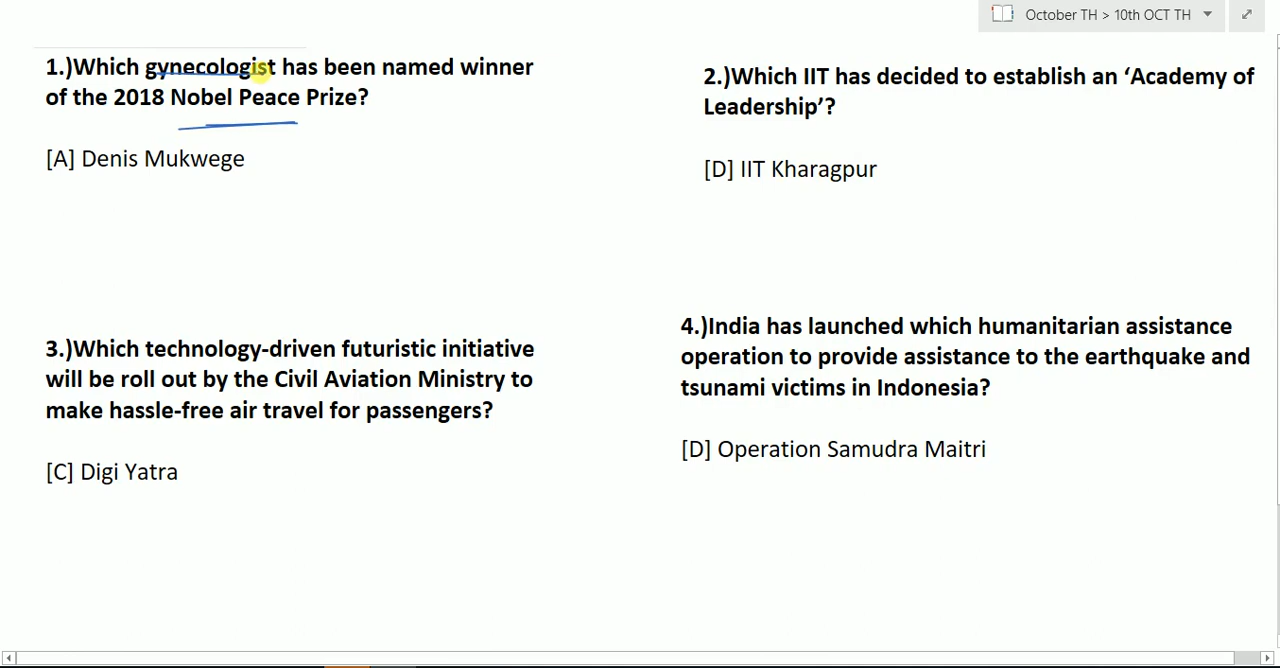 October TH > 10th OCT TH
1.)Which gynecologist has been named winner
of the 2018 Nobel Peace Prize?
[A] Denis Mukwege
2.)Which IIT has decided to establish an ‘Academy of
Leadership’?
[D] IIT Kharagpur
3.)Which technology-driven futuristic initiative
will be roll out by the Civil Aviation Ministry to
make hassle-free air travel for passengers?
[C] Digi Yatra
4.)India has launched which humanitarian assistance
operation to provide assistance to the earthquake and
tsunami victims in Indonesia?
[D] Operation Samudra Maitri